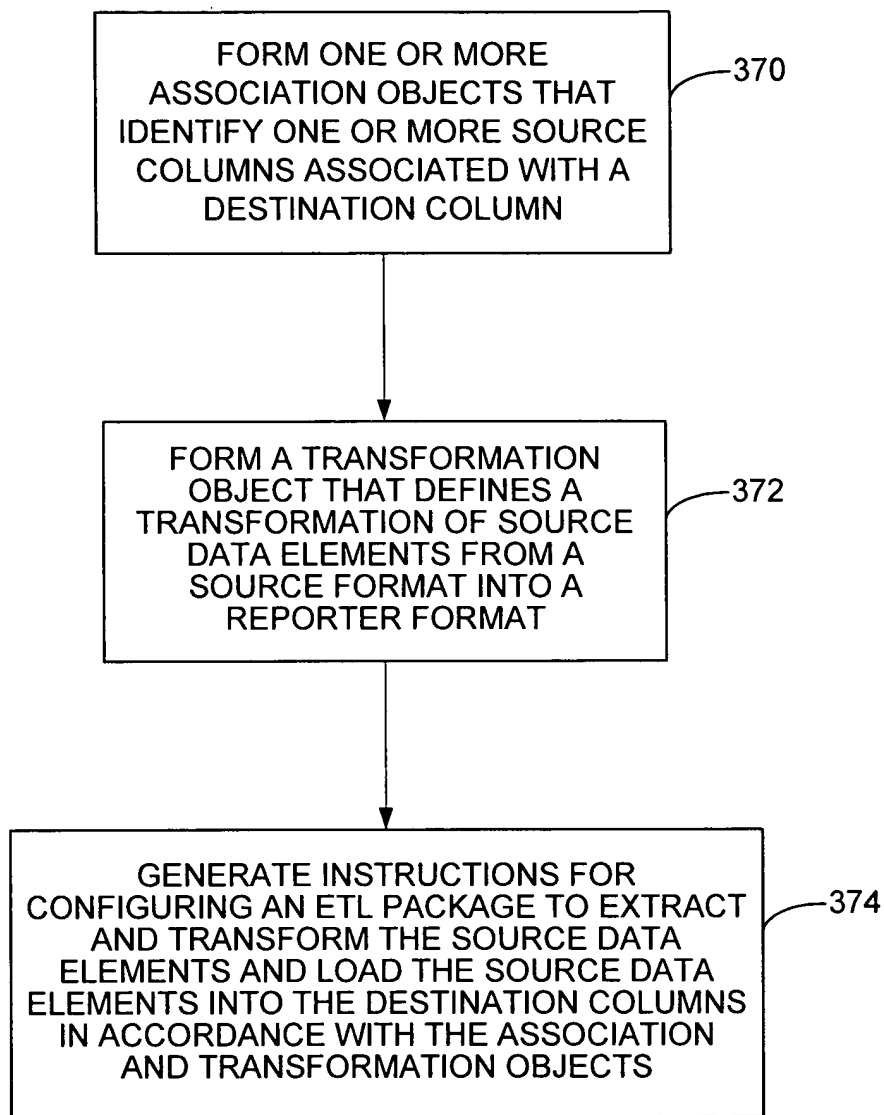 FORM ONE OR MORE
ASSOCIATION OBJECTS THAT
IDENTIFY ONE OR MORE SOURCE
COLUMNS ASSOCIATED WITH A
DESTINATION COLUMN
370
FORM A TRANSFORMATION
OBJECT THAT DEFINES A
TRANSFORMATION OF SOURCE
DATA ELEMENTS FROM A
SOURCE FORMAT INTO A
REPORTER FORMAT
372
GENERATE INSTRUCTIONS FOR
CONFIGURING AN ETL PACKAGE TO EXTRACT
AND TRANSFORM THE SOURCE DATA
ELEMENTS AND LOAD THE SOURCE DATA
ELEMENTS INTO THE DESTINATION COLUMNS
IN ACCORDANCE WITH THE ASSOCIATION
AND TRANSFORMATION OBJECTS
374